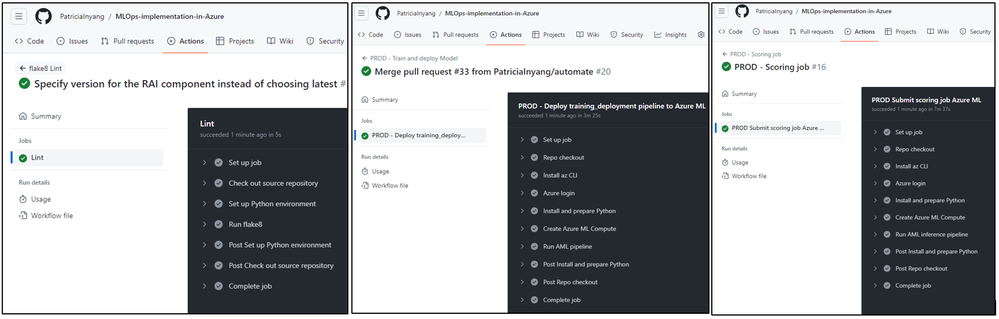 PatriciaInyang / MLOps-implementation-in-Azure
Code Issues Pull requests Actions Projects Wiki Security
flake8 Lint
Specify version for the RAI component instead of choosing latest
Summary
Jobs
Lint
Run details
Usage
Workflow file
Lint
succeeded 1 minute ago in 5s
Set up job
Check out source repository
Set up Python environment
Run flake8
Post Set up Python environment
Post Check out source repository
Complete job
PatriciaInyang / MLOps-implementation-in-Azure
Code Issues Pull requests Actions Projects Wiki Security Insights
PROD - Train and deploy Model
Merge pull request #33 from PatriciaInyang/automate #20
Summary
Jobs
PROD - Deploy training_deploy...
Run details
Usage
Workflow file
PROD - Deploy training_deployment pipeline to Azure ML
succeeded 1 minute ago in 3m 25s
Set up job
Repo checkout
Install az CLI
Azure login
Install and prepare Python
Create Azure ML Compute
Run AML pipeline
Post Install and prepare Python
Post Repo checkout
Complete job
PatriciaInyang / MLOps-implementation-in-Azure
Code Issues Pull requests Actions Projects Wiki Security
PROD - Scoring job
PROD - Scoring job #16
Summary
Jobs
PROD Submit scoring job Azure ...
Run details
Usage
Workflow file
PROD Submit scoring job Azure ML
succeeded 1 minute ago in 7m 37s
Set up job
Repo checkout
Install az CLI
Azure login
Install and prepare Python
Create Azure ML Compute
Run AML inference pipeline
Post Install and prepare Python
Post Repo checkout
Complete job